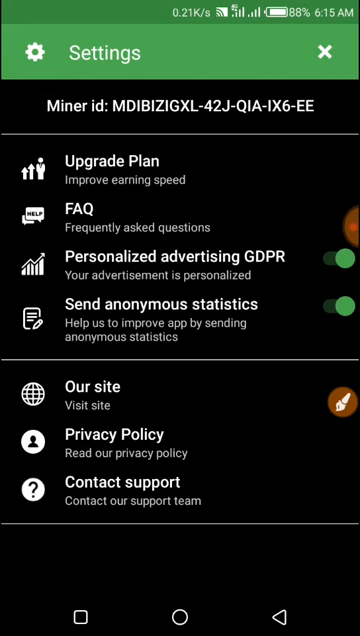 0.21K/s 4G 88% 6:15 AM
Settings
Miner id: MDIBIZIGXL-42J-QIA-IX6-EE
Upgrade Plan
Improve earning speed
HELP
FAQ
Frequently asked questions
Personalized advertising GDPR
Your advertisement is personalized
Send anonymous statistics
Help us to improve app by sending
anonymous statistics
Our site
Visit site
Privacy Policy
Read our privacy policy
Contact support
Contact our support team